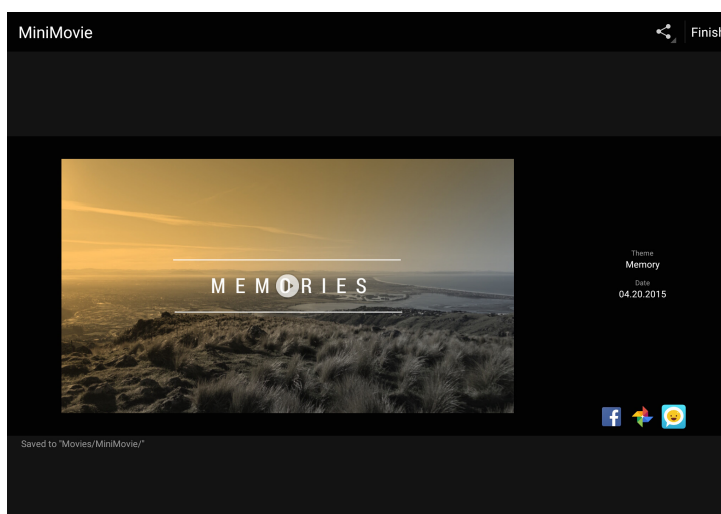 MiniMovie
Finish
MEMORIES
Theme
Memory
Date
04.20.2015
Saved to "Movies/MiniMovie/"